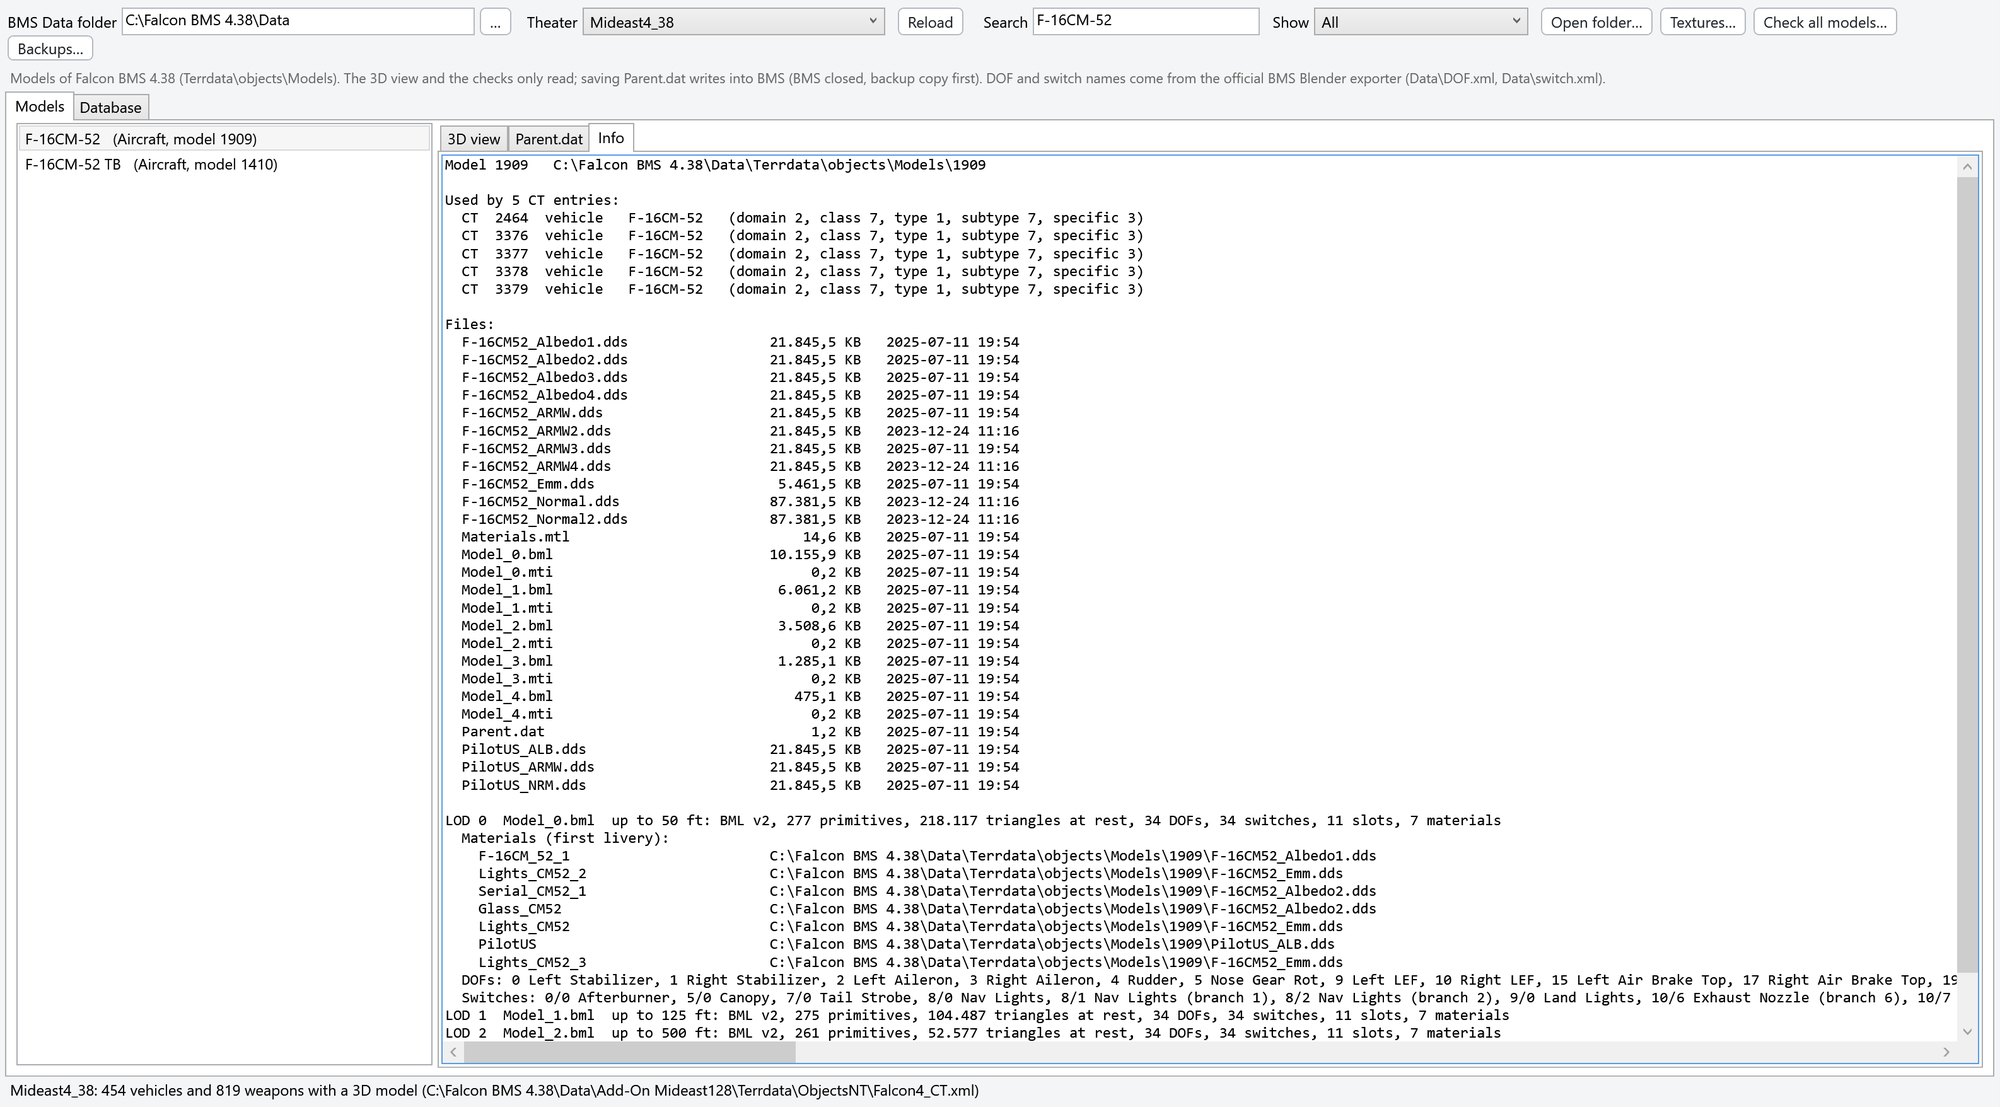 BMS Data folder C:\Falcon BMS 4.38\Data ... Theater Mideast4_38 Reload Search F-16CM-52 Show All Open folder... Textures... Check all models...
Backups...
Models of Falcon BMS 4.38 (Terrdata\objects\Models). The 3D view and the checks only read; saving Parent.dat writes into BMS (BMS closed, backup copy first). DOF and switch names come from the official BMS Blender exporter (Data\DOF.xml, Data\switch.xml).
Models Database
F-16CM-52 (Aircraft, model 1909)
F-16CM-52 TB (Aircraft, model 1410)
3D view Parent.dat Info
Model 1909 C:\Falcon BMS 4.38\Data\Terrdata\objects\Models\1909
Used by 5 CT entries:
CT 2464 vehicle F-16CM-52 (domain 2, class 7, type 1, subtype 7, specific 3)
CT 3376 vehicle F-16CM-52 (domain 2, class 7, type 1, subtype 7, specific 3)
CT 3377 vehicle F-16CM-52 (domain 2, class 7, type 1, subtype 7, specific 3)
CT 3378 vehicle F-16CM-52 (domain 2, class 7, type 1, subtype 7, specific 3)
CT 3379 vehicle F-16CM-52 (domain 2, class 7, type 1, subtype 7, specific 3)
Files:
F-16CM52_Albedo1.dds 21.845,5 KB 2025-07-11 19:54
F-16CM52_Albedo2.dds 21.845,5 KB 2025-07-11 19:54
F-16CM52_Albedo3.dds 21.845,5 KB 2025-07-11 19:54
F-16CM52_Albedo4.dds 21.845,5 KB 2025-07-11 19:54
F-16CM52_ARMW.dds 21.845,5 KB 2025-07-11 19:54
F-16CM52_ARMW2.dds 21.845,5 KB 2023-12-24 11:16
F-16CM52_ARMW3.dds 21.845,5 KB 2025-07-11 19:54
F-16CM52_ARMW4.dds 21.845,5 KB 2023-12-24 11:16
F-16CM52_Emm.dds 5.461,5 KB 2025-07-11 19:54
F-16CM52_Normal.dds 87.381,5 KB 2023-12-24 11:16
F-16CM52_Normal2.dds 87.381,5 KB 2023-12-24 11:16
Materials.mtl 14,6 KB 2025-07-11 19:54
Model_0.bml 10.155,9 KB 2025-07-11 19:54
Model_0.mti 0,2 KB 2025-07-11 19:54
Model_1.bml 6.061,2 KB 2025-07-11 19:54
Model_1.mti 0,2 KB 2025-07-11 19:54
Model_2.bml 3.508,6 KB 2025-07-11 19:54
Model_2.mti 0,2 KB 2025-07-11 19:54
Model_3.bml 1.285,1 KB 2025-07-11 19:54
Model_3.mti 0,2 KB 2025-07-11 19:54
Model_4.bml 475,1 KB 2025-07-11 19:54
Model_4.mti 0,2 KB 2025-07-11 19:54
Parent.dat 1,2 KB 2025-07-11 19:54
PilotUS_ALB.dds 21.845,5 KB 2025-07-11 19:54
PilotUS_ARMW.dds 21.845,5 KB 2025-07-11 19:54
PilotUS_NRM.dds 21.845,5 KB 2025-07-11 19:54
LOD 0 Model_0.bml up to 50 ft: BML v2, 277 primitives, 218.117 triangles at rest, 34 DOFs, 34 switches, 11 slots, 7 materials
Materials (first livery):
F-16CM_52_1 C:\Falcon BMS 4.38\Data\Terrdata\objects\Models\1909\F-16CM52_Albedo1.dds
Lights_CM52_2 C:\Falcon BMS 4.38\Data\Terrdata\objects\Models\1909\F-16CM52_Emm.dds
Serial_CM52_1 C:\Falcon BMS 4.38\Data\Terrdata\objects\Models\1909\F-16CM52_Albedo2.dds
Glass_CM52 C:\Falcon BMS 4.38\Data\Terrdata\objects\Models\1909\F-16CM52_Albedo2.dds
Lights_CM52 C:\Falcon BMS 4.38\Data\Terrdata\objects\Models\1909\F-16CM52_Emm.dds
PilotUS C:\Falcon BMS 4.38\Data\Terrdata\objects\Models\1909\PilotUS_ALB.dds
Lights_CM52_3 C:\Falcon BMS 4.38\Data\Terrdata\objects\Models\1909\F-16CM52_Emm.dds
DOFs: 0 Left Stabilizer, 1 Right Stabilizer, 2 Left Aileron, 3 Right Aileron, 4 Rudder, 5 Nose Gear Rot, 9 Left LEF, 10 Right LEF, 15 Left Air Brake Top, 17 Right Air Brake Top, 19
Switches: 0/0 Afterburner, 5/0 Canopy, 7/0 Tail Strobe, 8/0 Nav Lights, 8/1 Nav Lights (branch 1), 8/2 Nav Lights (branch 2), 9/0 Land Lights, 10/6 Exhaust Nozzle (branch 6), 10/7
LOD 1 Model_1.bml up to 125 ft: BML v2, 275 primitives, 104.487 triangles at rest, 34 DOFs, 34 switches, 11 slots, 7 materials
LOD 2 Model_2.bml up to 500 ft: BML v2, 261 primitives, 52.577 triangles at rest, 34 DOFs, 34 switches, 11 slots, 7 materials
Mideast4_38: 454 vehicles and 819 weapons with a 3D model (C:\Falcon BMS 4.38\Data\Add-On Mideast128\Terrdata\ObjectsNT\Falcon4_CT.xml)